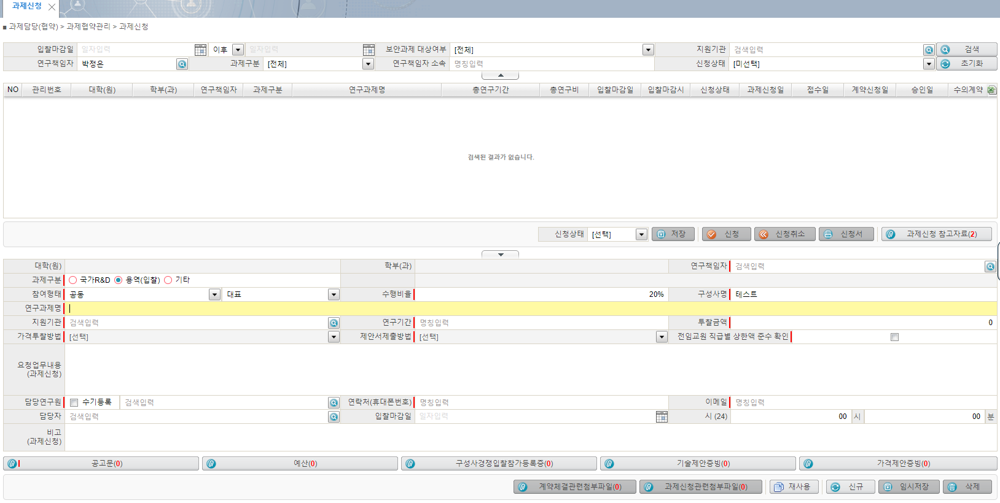 과제신청
■ 과제담당(협약) > 과제협약관리 > 과제신청
입찰마감일 일자입력 이후 일자입력 보안과제 대상여부 [전체] 지원기관 검색입력 검색
연구책임자 박정은 과제구분 [전체] 연구책임자 소속 명칭입력 신청상태 [미선택] 초기화
NO 관리번호 대학(원) 학부(과) 연구책임자 과제구분 연구과제명 총연구기간 총연구비 입찰마감일 입찰마감시 신청상태 과제신청일 접수일 계약신청일 승인일 수의계약
검색된 결과가 없습니다.
신청상태 [선택] 저장 신청 신청취소 신청서 과제신청 참고자료(2)
대학(원) 학부(과) 연구책임자 검색입력
과제구분 국가R&D 용역(입찰) 기타
참여형태 공동 대표 수행비율 20% 구성사명 테스트
연구과제명
지원기관 검색입력 연구기간 명칭입력 투찰금액 0
가격투찰방법 [선택] 제안서제출방법 [선택] 전임교원 직급별 상한액 준수 확인
요청업무내용
(과제신청)
담당연구원 수기등록 검색입력 연락처(휴대폰번호) 명칭입력 이메일 명칭입력
담당자 검색입력 입찰마감일 일자입력 시 (24) 00 시 00 분
비고
(과제신청)
공고문(0) 예산(0) 구성사경쟁입찰참가등록증(0) 기술제안증빙(0) 가격제안증빙(0)
계약체결관련첨부파일(0) 과제신청관련첨부파일(0) 재사용 신규 임시저장 삭제